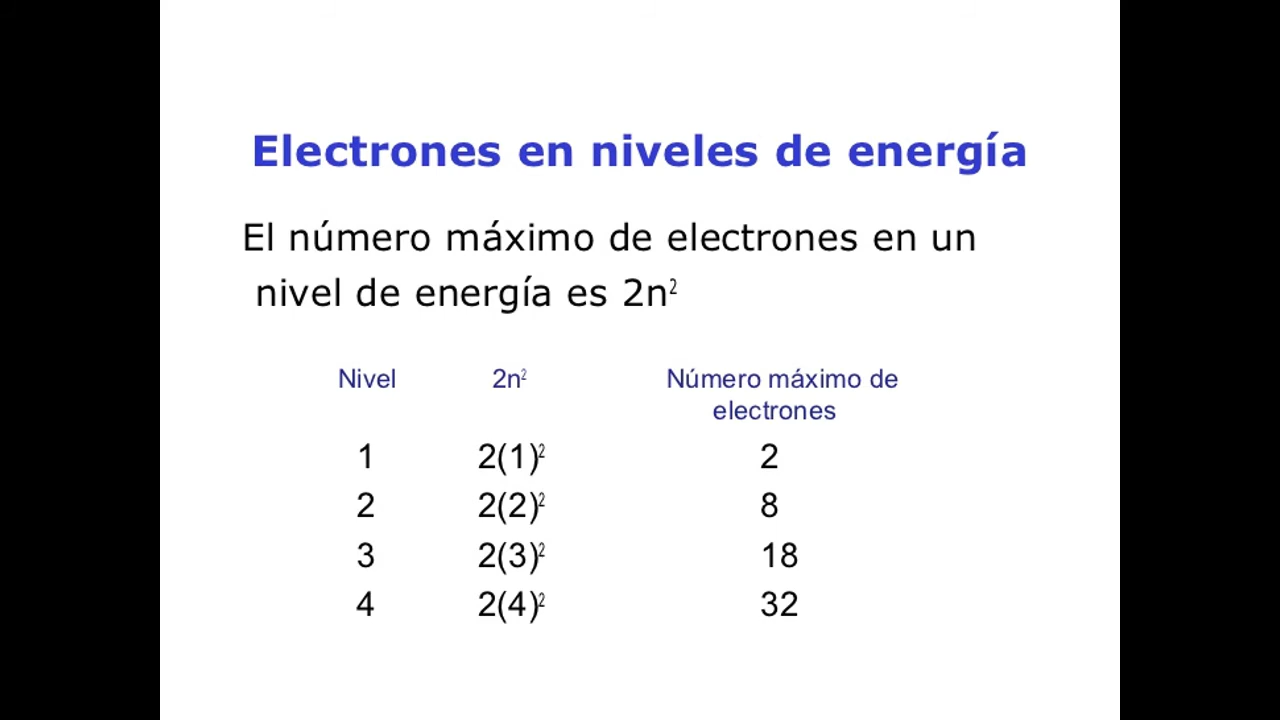 Electrones en niveles de energía
El número máximo de electrones en un
nivel de energía es 2n²
Nivel 2n² Número máximo de
electrones
1 2(1)² 2
2 2(2)² 8
3 2(3)² 18
4 2(4)² 32